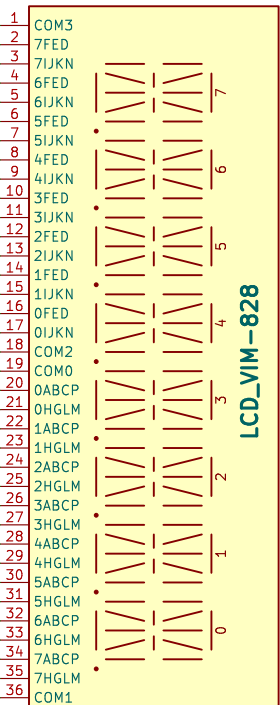 1 COM3
2 7FED
3 7IJKN
4 6FED
5 6IJKN
6 5FED
7 5IJKN
8 4FED
9 4IJKN
10 3FED
11 3IJKN
12 2FED
13 2IJKN
14 1FED
15 1IJKN
16 0FED
17 0IJKN
18 COM2
19 COM0
20 0ABCP
21 0HGLM
22 1ABCP
23 1HGLM
24 2ABCP
25 2HGLM
26 3ABCP
27 3HGLM
28 4ABCP
29 4HGLM
30 5ABCP
31 5HGLM
32 6ABCP
33 6HGLM
34 7ABCP
35 7HGLM
36 COM1
7
6
5
4
3
2
1
0
LCD_VIM-828